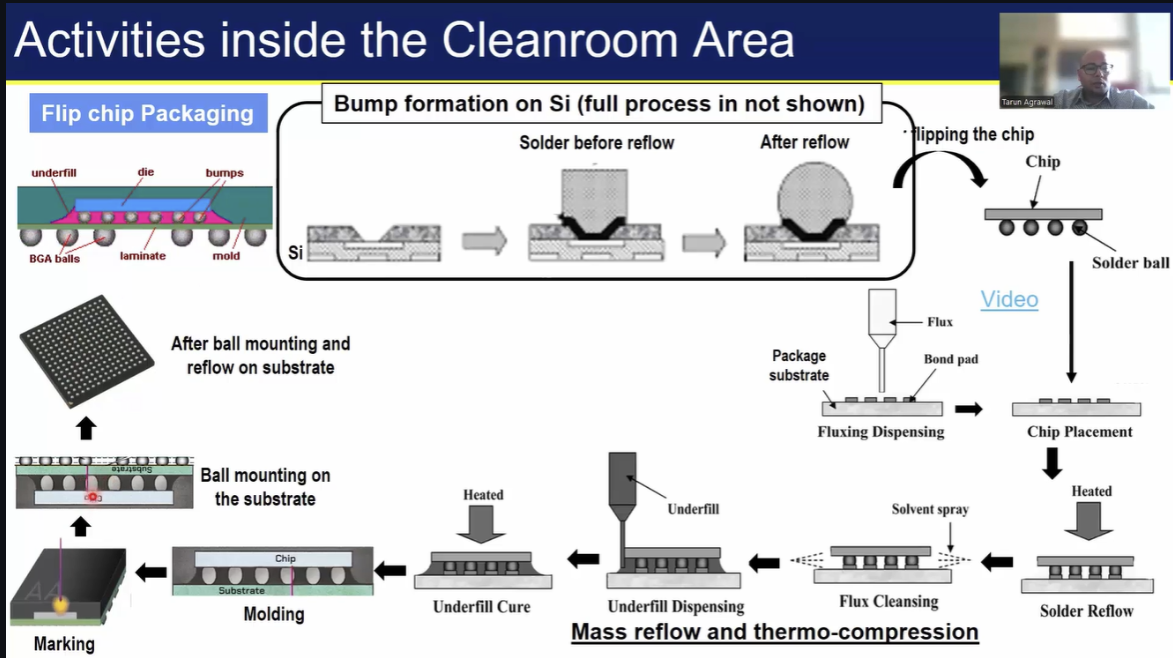 Activities inside the Cleanroom Area
Tarun Agrawal
Flip chip Packaging
Bump formation on Si (full process in not shown)
Solder before reflow
After reflow
flipping the chip
Chip
Solder ball
underfill
die
bumps
BGA balls
laminate
mold
Si
Video
Flux
Package
substrate
Bond pad
Fluxing Dispensing
Chip Placement
After ball mounting and
reflow on substrate
Substrate
Ball mounting on
the substrate
Heated
Underfill
Solvent spray
Heated
Chip
Substrate
Molding
Underfill Cure
Underfill Dispensing
Flux Cleansing
Solder Reflow
AA
Marking
Mass reflow and thermo-compression